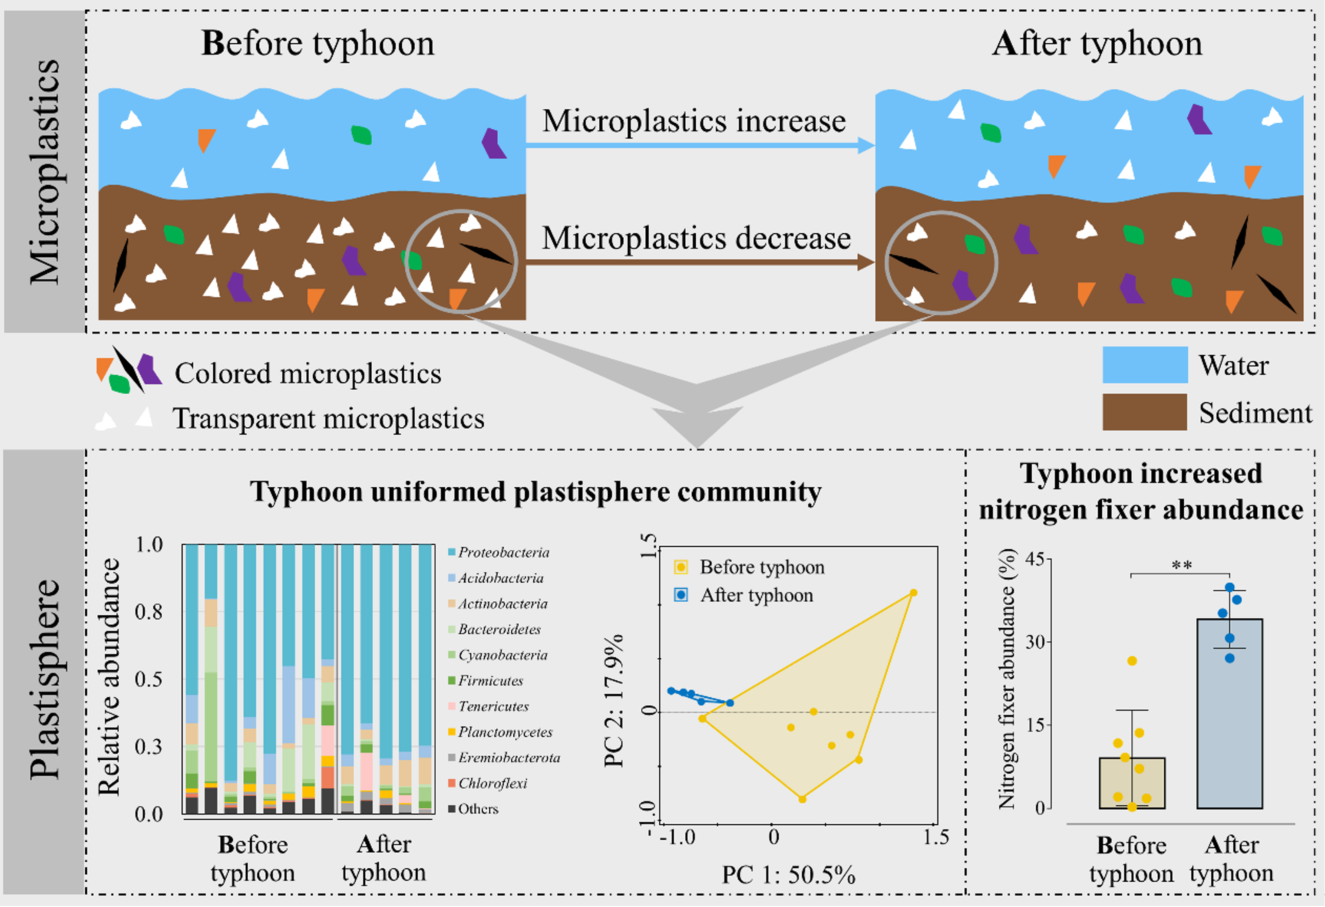 Microplastics
Before typhoon
After typhoon
Microplastics increase
Microplastics decrease
Colored microplastics
Transparent microplastics
Water
Sediment
Plastisphere
Typhoon uniformed plastisphere community
Relative abundance
1.0
0.8
0.5
0.3
0.0
Proteobacteria
Acidobacteria
Actinobacteria
Bacteroidetes
Cyanobacteria
Firmicutes
Tenericutes
Planctomycetes
Eremiobacterota
Chloroflexi
Others
Before
typhoon
After
typhoon
PC 2: 17.9%
1.5
0
-1.0
Before typhoon
After typhoon
-1.0
0
1.5
PC 1: 50.5%
Typhoon increased
nitrogen fixer abundance
Nitrogen fixer abundance (%)
45
30
15
0
**
Before
typhoon
After
typhoon